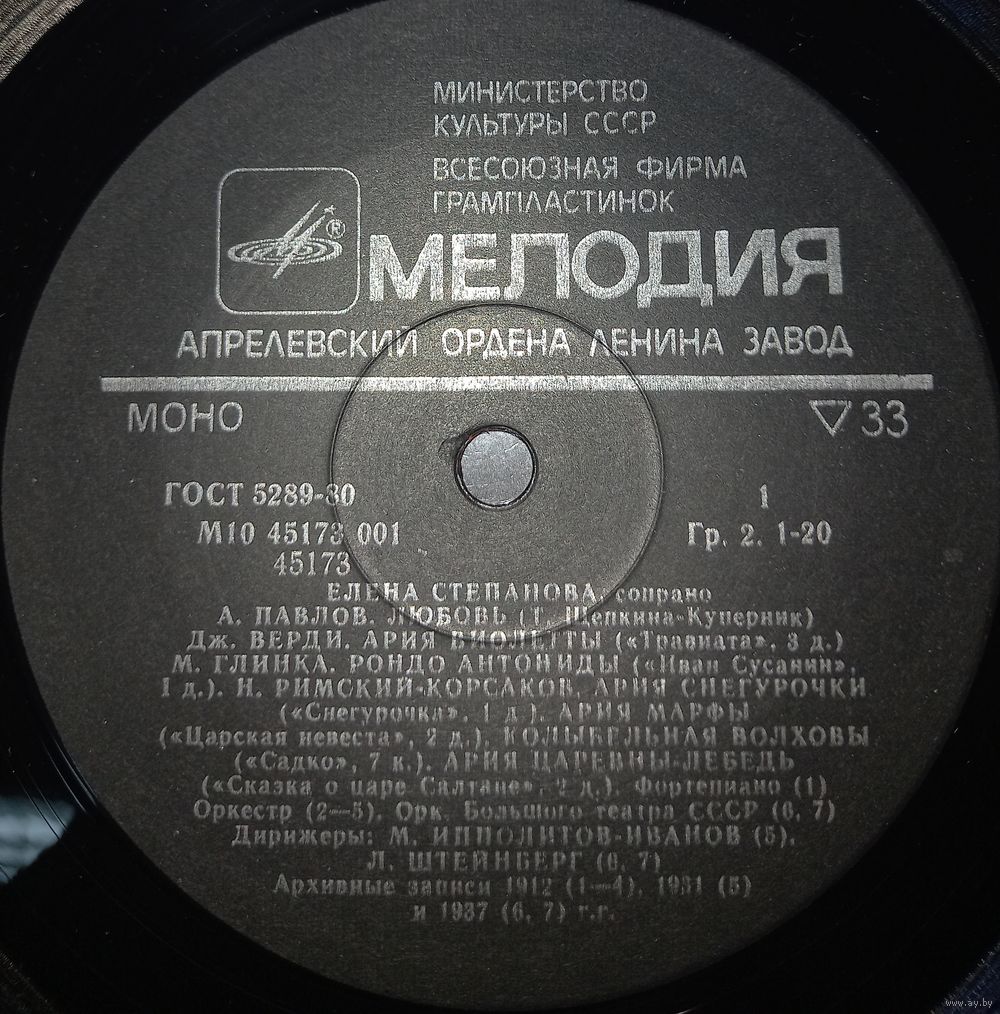 МИНИСТЕРСТВО
КУЛЬТУРЫ СССР
ВСЕСОЮЗНАЯ ФИРМА
ГРАМПЛАСТИНОК
®
МЕЛОДИЯ
АПРЕЛЕВСКИЙ ОРДЕНА ЛЕНИНА ЗАВОД
МОНО ▽33
ГОСТ 5289-80 1
М10 45173 001 Гр. 2. 1-20
45173
ЕЛЕНА СТЕПАНОВА, сопрано
А. ПАВЛОВ. ЛЮБОВЬ (Т. Щепкина-Куперник)
ДЖ. ВЕРДИ. АРИЯ ВИОЛЕТТЫ («Травиата», 3 д.)
М. ГЛИНКА. РОНДО АНТОНИДЫ («Иван Сусанин»,
1 д.). Н. РИМСКИЙ-КОРСАКОВ. АРИЯ СНЕГУРОЧКИ
(«Снегурочка», 1 д.). АРИЯ МАРФЫ
(«Царская невеста», 2 д.). КОЛЫБЕЛЬНАЯ ВОЛХОВЫ
(«Садко», 7 к.). АРИЯ ЦАРЕВНЫ-ЛЕБЕДЬ
(«Сказка о царе Салтане», 2 д.). Фортепиано (1)
Оркестр (2—5). Орк. Большого театра СССР (6, 7)
Дирижеры: М. ИППОЛИТОВ-ИВАНОВ (5),
Л. ШТЕЙНБЕРГ (6, 7)
Архивные записи 1912 (1—4), 1931 (5)
и 1937 (6, 7) г.г.
www.ay.by